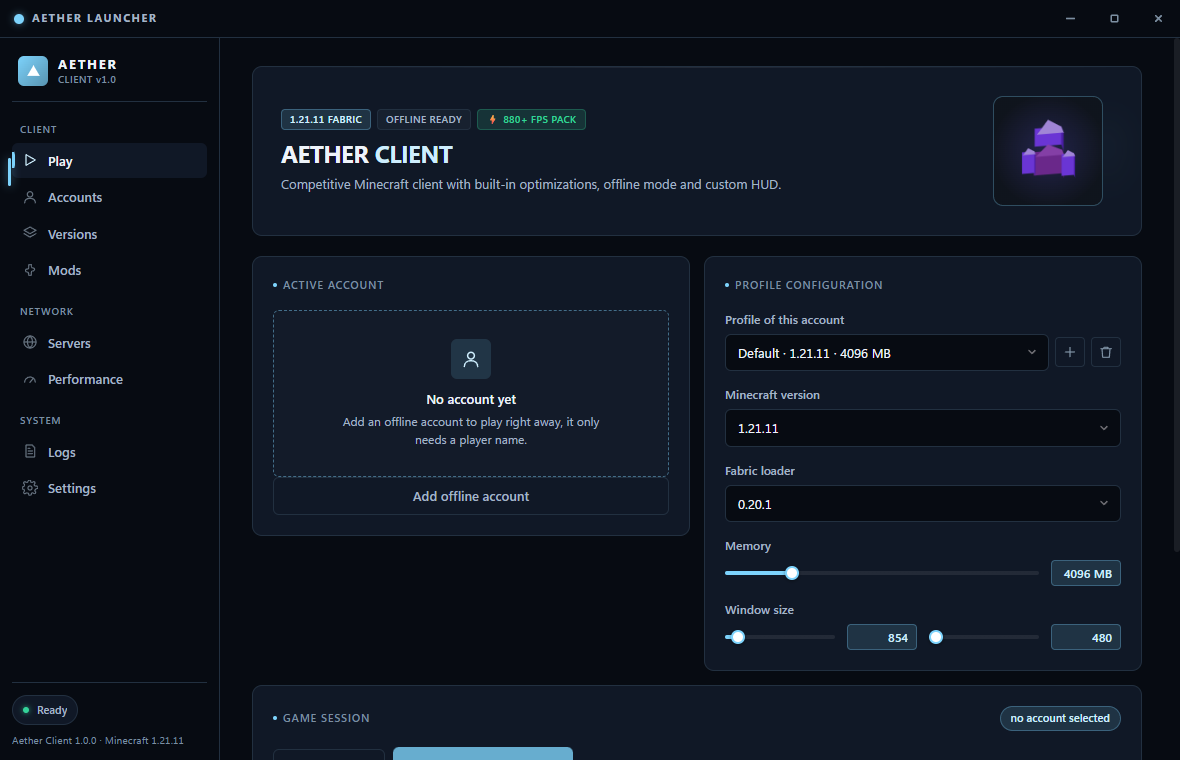 AETHER LAUNCHER
AETHER
CLIENT v1.0
CLIENT
Play
Accounts
Versions
Mods
NETWORK
Servers
Performance
SYSTEM
Logs
Settings
Ready
Aether Client 1.0.0 · Minecraft 1.21.11
1.21.11 FABRIC
OFFLINE READY
880+ FPS PACK
AETHER CLIENT
Competitive Minecraft client with built-in optimizations, offline mode and custom HUD.
ACTIVE ACCOUNT
No account yet
Add an offline account to play right away, it only
needs a player name.
Add offline account
PROFILE CONFIGURATION
Profile of this account
Default · 1.21.11 · 4096 MB
Minecraft version
1.21.11
Fabric loader
0.20.1
Memory
4096 MB
Window size
854
480
GAME SESSION
no account selected